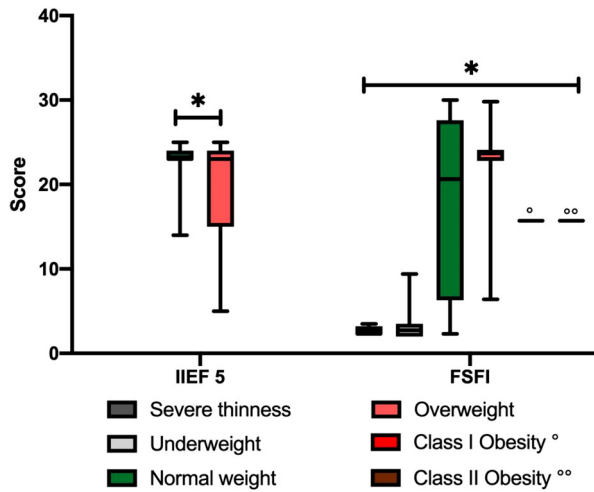 40
*
*
30
Score
20
° °°
10
0
IIEF 5 FSFI
Severe thinness Overweight
Underweight Class I Obesity °
Normal weight Class II Obesity °°